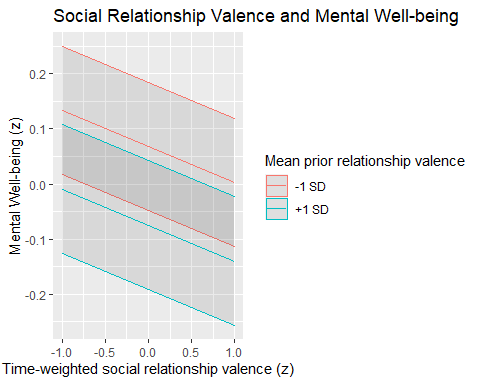 Social Relationship Valence and Mental Well-being
Mental Well-being (z)
0.2
0.1
0.0
-0.1
-0.2
-1.0 -0.5 0.0 0.5 1.0
Time-weighted social relationship valence (z)
Mean prior relationship valence
-1 SD
+1 SD